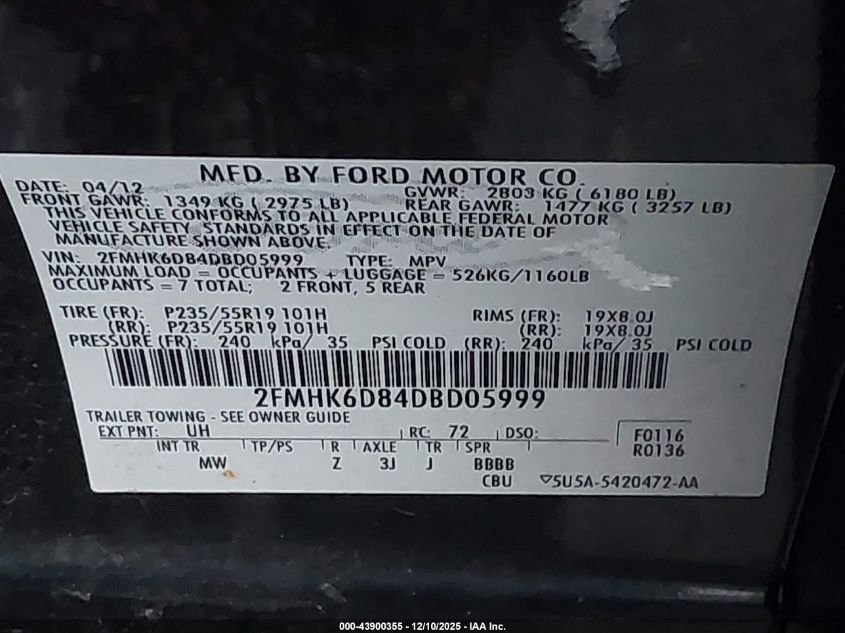 MFD. BY FORD MOTOR CO.
DATE: 04/12 GVWR: 2803 KG ( 6180 LB)
FRONT GAWR: 1349 KG ( 2975 LB) REAR GAWR: 1477 KG ( 3257 LB)
THIS VEHICLE CONFORMS TO ALL APPLICABLE FEDERAL MOTOR
VEHICLE SAFETY STANDARDS IN EFFECT ON THE DATE OF
MANUFACTURE SHOWN ABOVE.
VIN: 2FMHK6D84DBD05999 TYPE: MPV
MAXIMUM LOAD = OCCUPANTS + LUGGAGE = 526KG/1160LB
OCCUPANTS = 7 TOTAL; 2 FRONT, 5 REAR
TIRE (FR): P235/55R19 101H RIMS (FR): 19X8.0J
(RR): P235/55R19 101H (RR): 19X8.0J
PRESSURE (FR): 240 kPa/ 35 PSI COLD (RR): 240 kPa/ 35 PSI COLD
2FMHK6D84DBD05999
TRAILER TOWING - SEE OWNER GUIDE
EXT PNT: UH RC: 72 DSO: F0116
R0136
INT TR TP/PS R AXLE TR SPR
MW Z 3J J BBBB
CBU ▽5U5A-5420472-AA
000-43900355 - 12/10/2025 - IAA Inc.